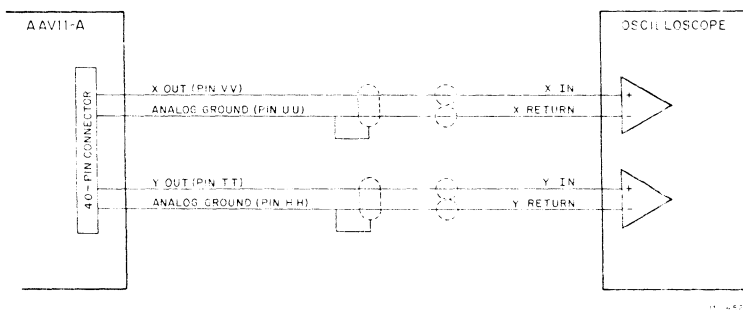 AAV11-A
OSCILLOSCOPE
40-PIN CONNECTOR
X OUT (PIN VV)
X IN
ANALOG GROUND (PIN UU)
X RETURN
+
-
Y OUT (PIN TT)
Y IN
ANALOG GROUND (PIN HH)
Y RETURN
+
-